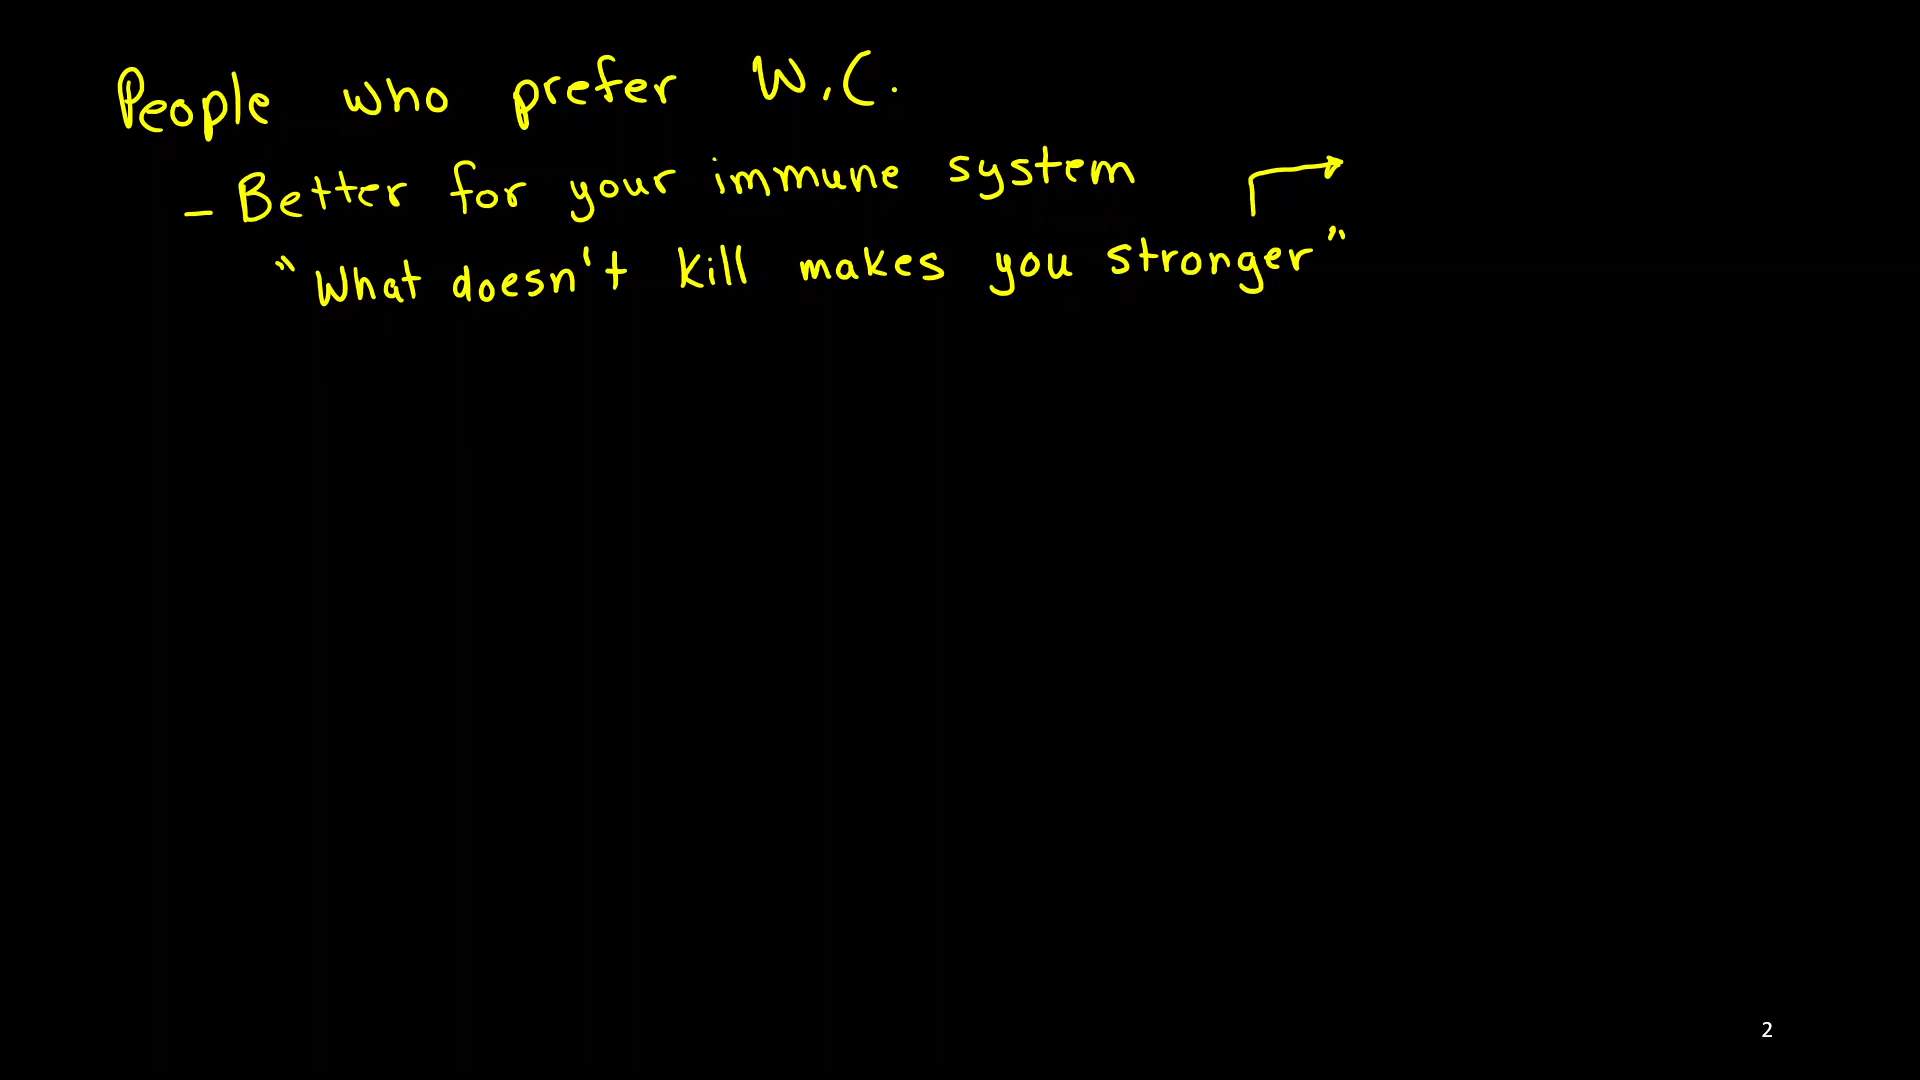 People who prefer W.C.
- Better for your immune system
"What doesn't kill makes you stronger"
2